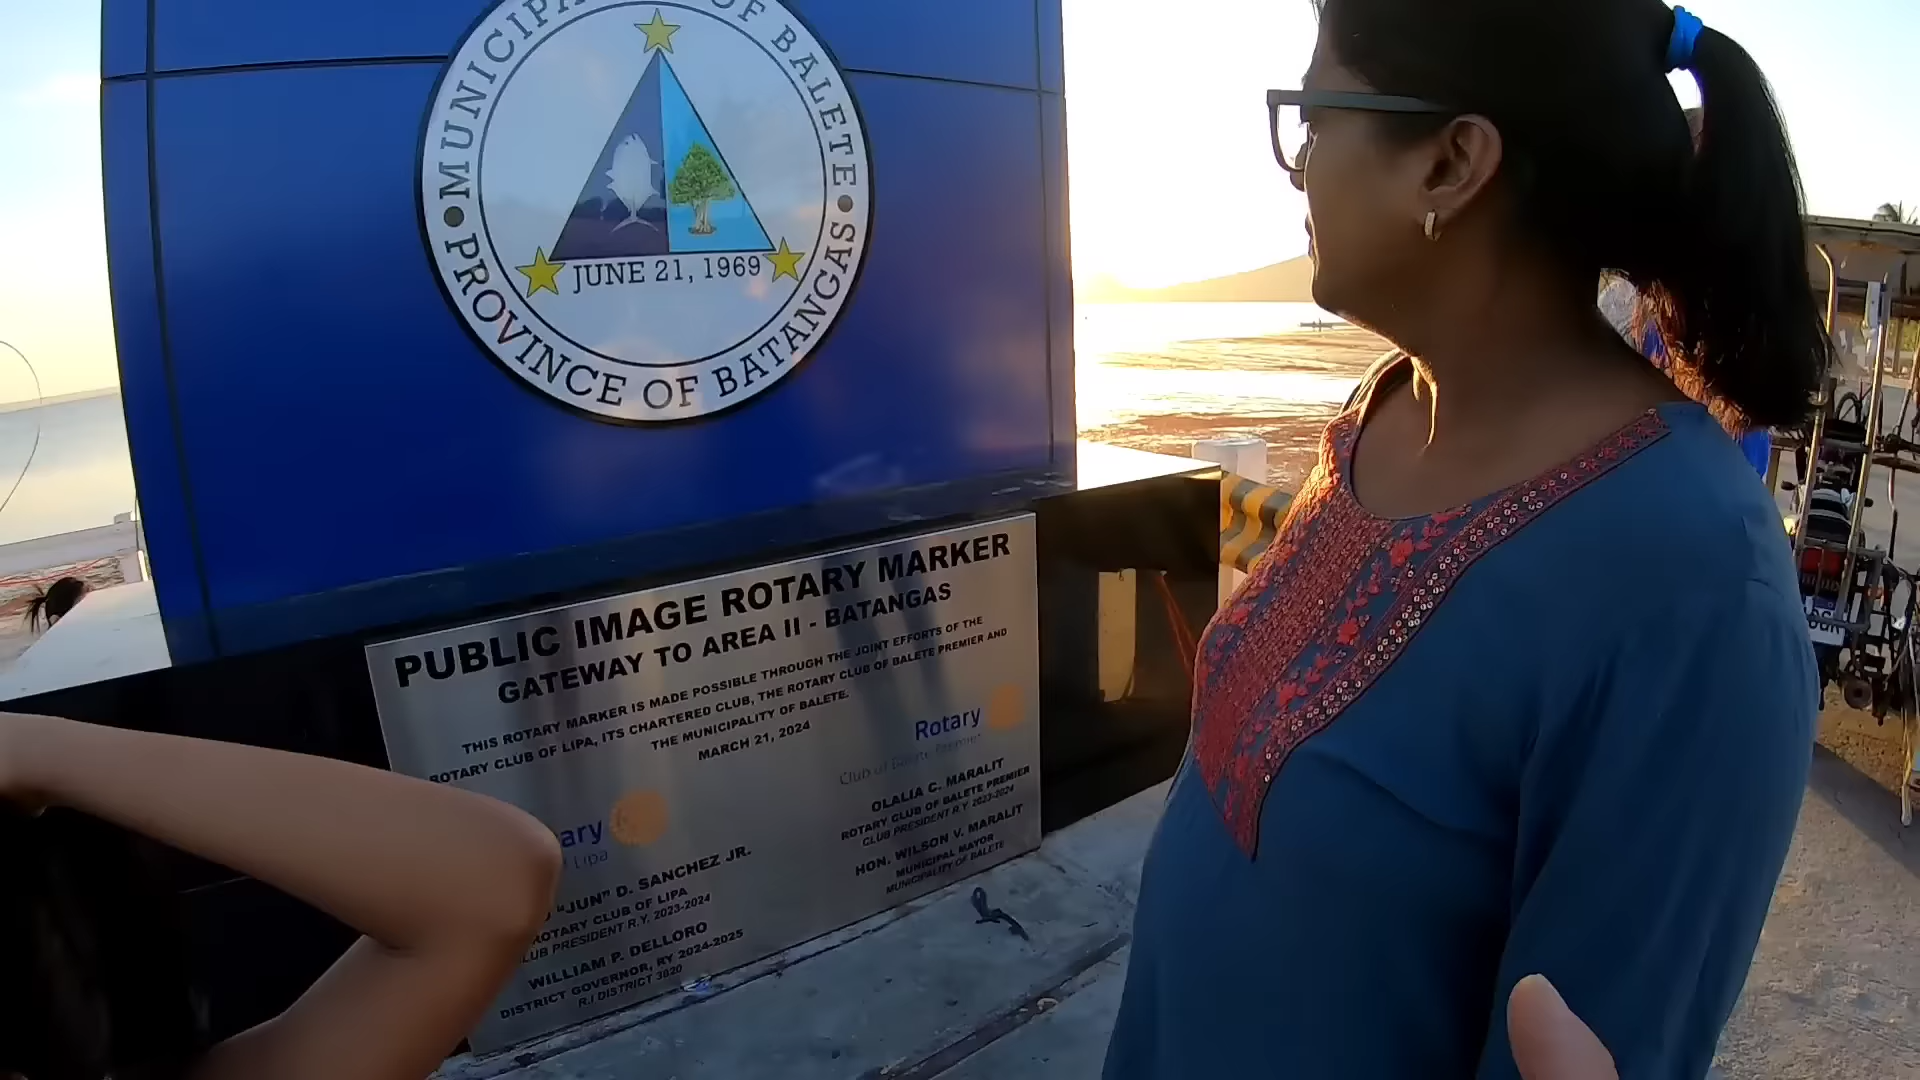 MUNICIPA OF BALETE
PROVINCE OF BATANGAS
JUNE 21, 1969
PUBLIC IMAGE ROTARY MARKER
GATEWAY TO AREA II - BATANGAS
THIS ROTARY MARKER IS MADE POSSIBLE THROUGH THE JOINT EFFORTS OF THE
ROTARY CLUB OF LIPA, ITS CHARTERED CLUB, THE ROTARY CLUB OF BALETE PREMIER AND
THE MUNICIPALITY OF BALETE.
MARCH 21, 2024
ary
Lipa
"JUN" D. SANCHEZ JR.
ROTARY CLUB OF LIPA
LUB PRESIDENT R.Y. 2023-2024
WILLIAM P. DELLORO
DISTRICT GOVERNOR, RY 2024-2025
R.I DISTRICT 3820
Rotary
Club of Balete Premier
OLALIA C. MARALIT
ROTARY CLUB OF BALETE PREMIER
CLUB PRESIDENT R.Y. 2023-2024
HON. WILSON V. MARALIT
MUNICIPAL MAYOR
MUNICIPALITY OF BALETE